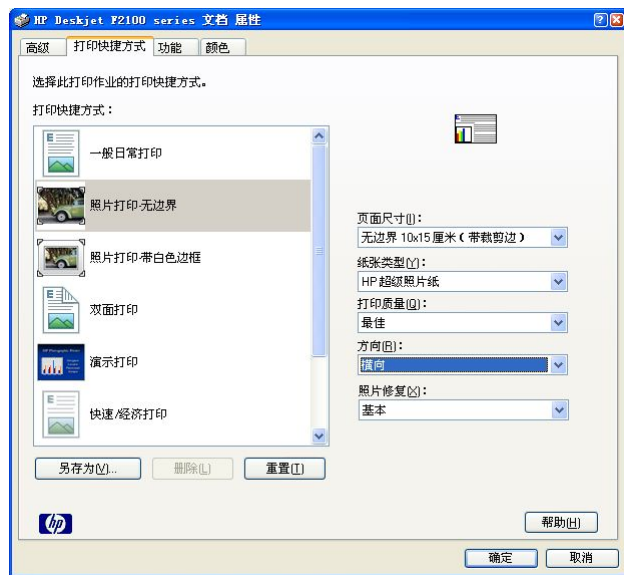 HP Deskjet F2100 series 文档 属性
高级
打印快捷方式
功能
颜色
选择此打印作业的打印快捷方式。
打印快捷方式：
一般日常打印
照片打印-无边界
照片打印-带白色边框
双面打印
演示打印
快速/经济打印
页面尺寸(I)：
无边界 10x15 厘米（带裁剪边）
纸张类型(Y)：
HP 超级照片纸
打印质量(Q)：
最佳
方向(R)：
横向
照片修复(X)：
基本
另存为(V)...
删除(L)
重置(T)
hp
帮助(H)
确定
取消